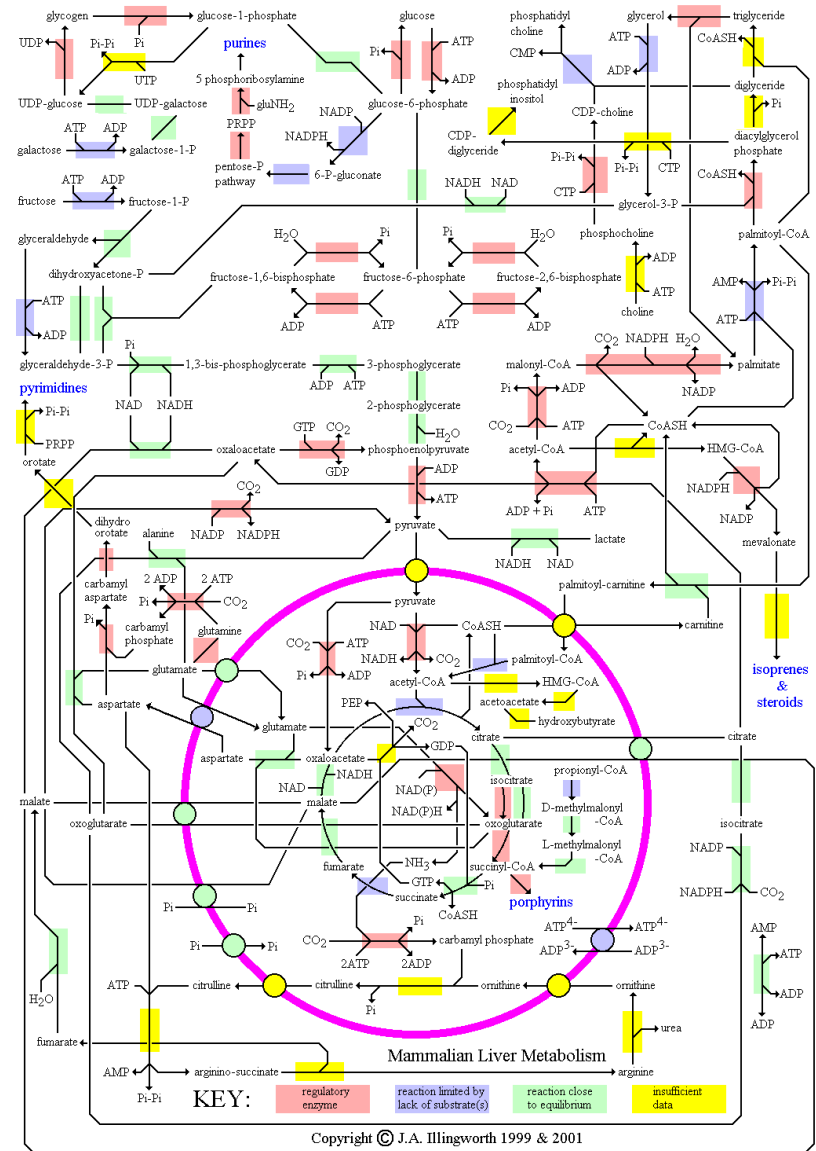 glycogen
glucose-1-phosphate
glucose
phosphatidyl
choline
glycerol
triglyceride
UDP
Pi
Pi-Pi
UTP
purines
Pi
ATP
ADP
CMP
ATP
ADP
CoASH
5 phosphoribosylamine
phosphatidyl
inositol
diglyceride
UDP-glucose
UDP-galactose
gluNH2
glucose-6-phosphate
CDP-choline
Pi
ATP
ADP
PRPP
NADP
NADPH
CDP-
diglyceride
diacylglycerol
phosphate
galactose
galactose-1-P
pentose-P
pathway
6-P-gluconate
Pi-Pi
CTP
Pi-Pi
CTP
CoASH
ATP
ADP
NADH
NAD
fructose
fructose-1-P
glycerol-3-P
glyceraldehyde
H2O
Pi
Pi
H2O
phosphocholine
palmitoyl-CoA
dihydroxyacetone-P
fructose-1,6-bisphosphate
fructose-6-phosphate
fructose-2,6-bisphosphate
ADP
ATP
choline
AMP
Pi-Pi
ATP
ATP
ADP
ADP
ATP
ADP
ATP
glyceraldehyde-3-P
Pi
1,3-bis-phosphoglycerate
3-phosphoglycerate
malonyl-CoA
CO2
NADPH
H2O
palmitate
ADP
ATP
Pi
ADP
NADP
pyrimidines
NAD
NADH
2-phosphoglycerate
Pi-Pi
PRPP
GTP
CO2
H2O
CO2
ATP
CoASH
orotate
oxaloacetate
GDP
phosphoenolpyruvate
acetyl-CoA
HMG-CoA
ADP
ATP
NADPH
CO2
ADP + Pi
ATP
NADP
dihydro
orotate
alanine
NADP
NADPH
pyruvate
lactate
mevalonate
NADH
NAD
carbamyl
aspartate
2 ADP
2 ATP
Pi
CO2
palmitoyl-carnitine
carnitine
Pi
carbamyl
phosphate
glutamine
pyruvate
CO2
ATP
NAD
CoASH
Pi
ADP
NADH
CO2
palmitoyl-CoA
isoprenes
&
steroids
glutamate
acetyl-CoA
HMG-CoA
aspartate
PEP
acetoacetate
hydroxybutyrate
glutamate
CO2
citrate
citrate
aspartate
oxaloacetate
GDP
NADH
NAD
NAD(P)
isocitrate
propionyl-CoA
malate
malate
NAD(P)H
D-methylmalonyl
-CoA
oxoglutarate
oxoglutarate
isocitrate
L-methylmalonyl
-CoA
NADP
fumarate
NH3
succinyl-CoA
NADPH
CO2
succinate
GTP
Pi
porphyrins
Pi
Pi
CoASH
Pi
ATP4-
ATP4-
AMP
Pi
Pi
CO2
carbamyl phosphate
ADP3-
ADP3-
ATP
2ATP
2ADP
ATP
citrulline
citrulline
ornithine
ornithine
ADP
H2O
Pi
ADP
fumarate
urea
Mammalian Liver Metabolism
AMP
arginino-succinate
arginine
Pi-Pi
KEY:
regulatory
enzyme
reaction limited by
lack of substrate(s)
reaction close
to equilibrium
insufficient
data
Copyright © J.A. Illingworth 1999 & 2001